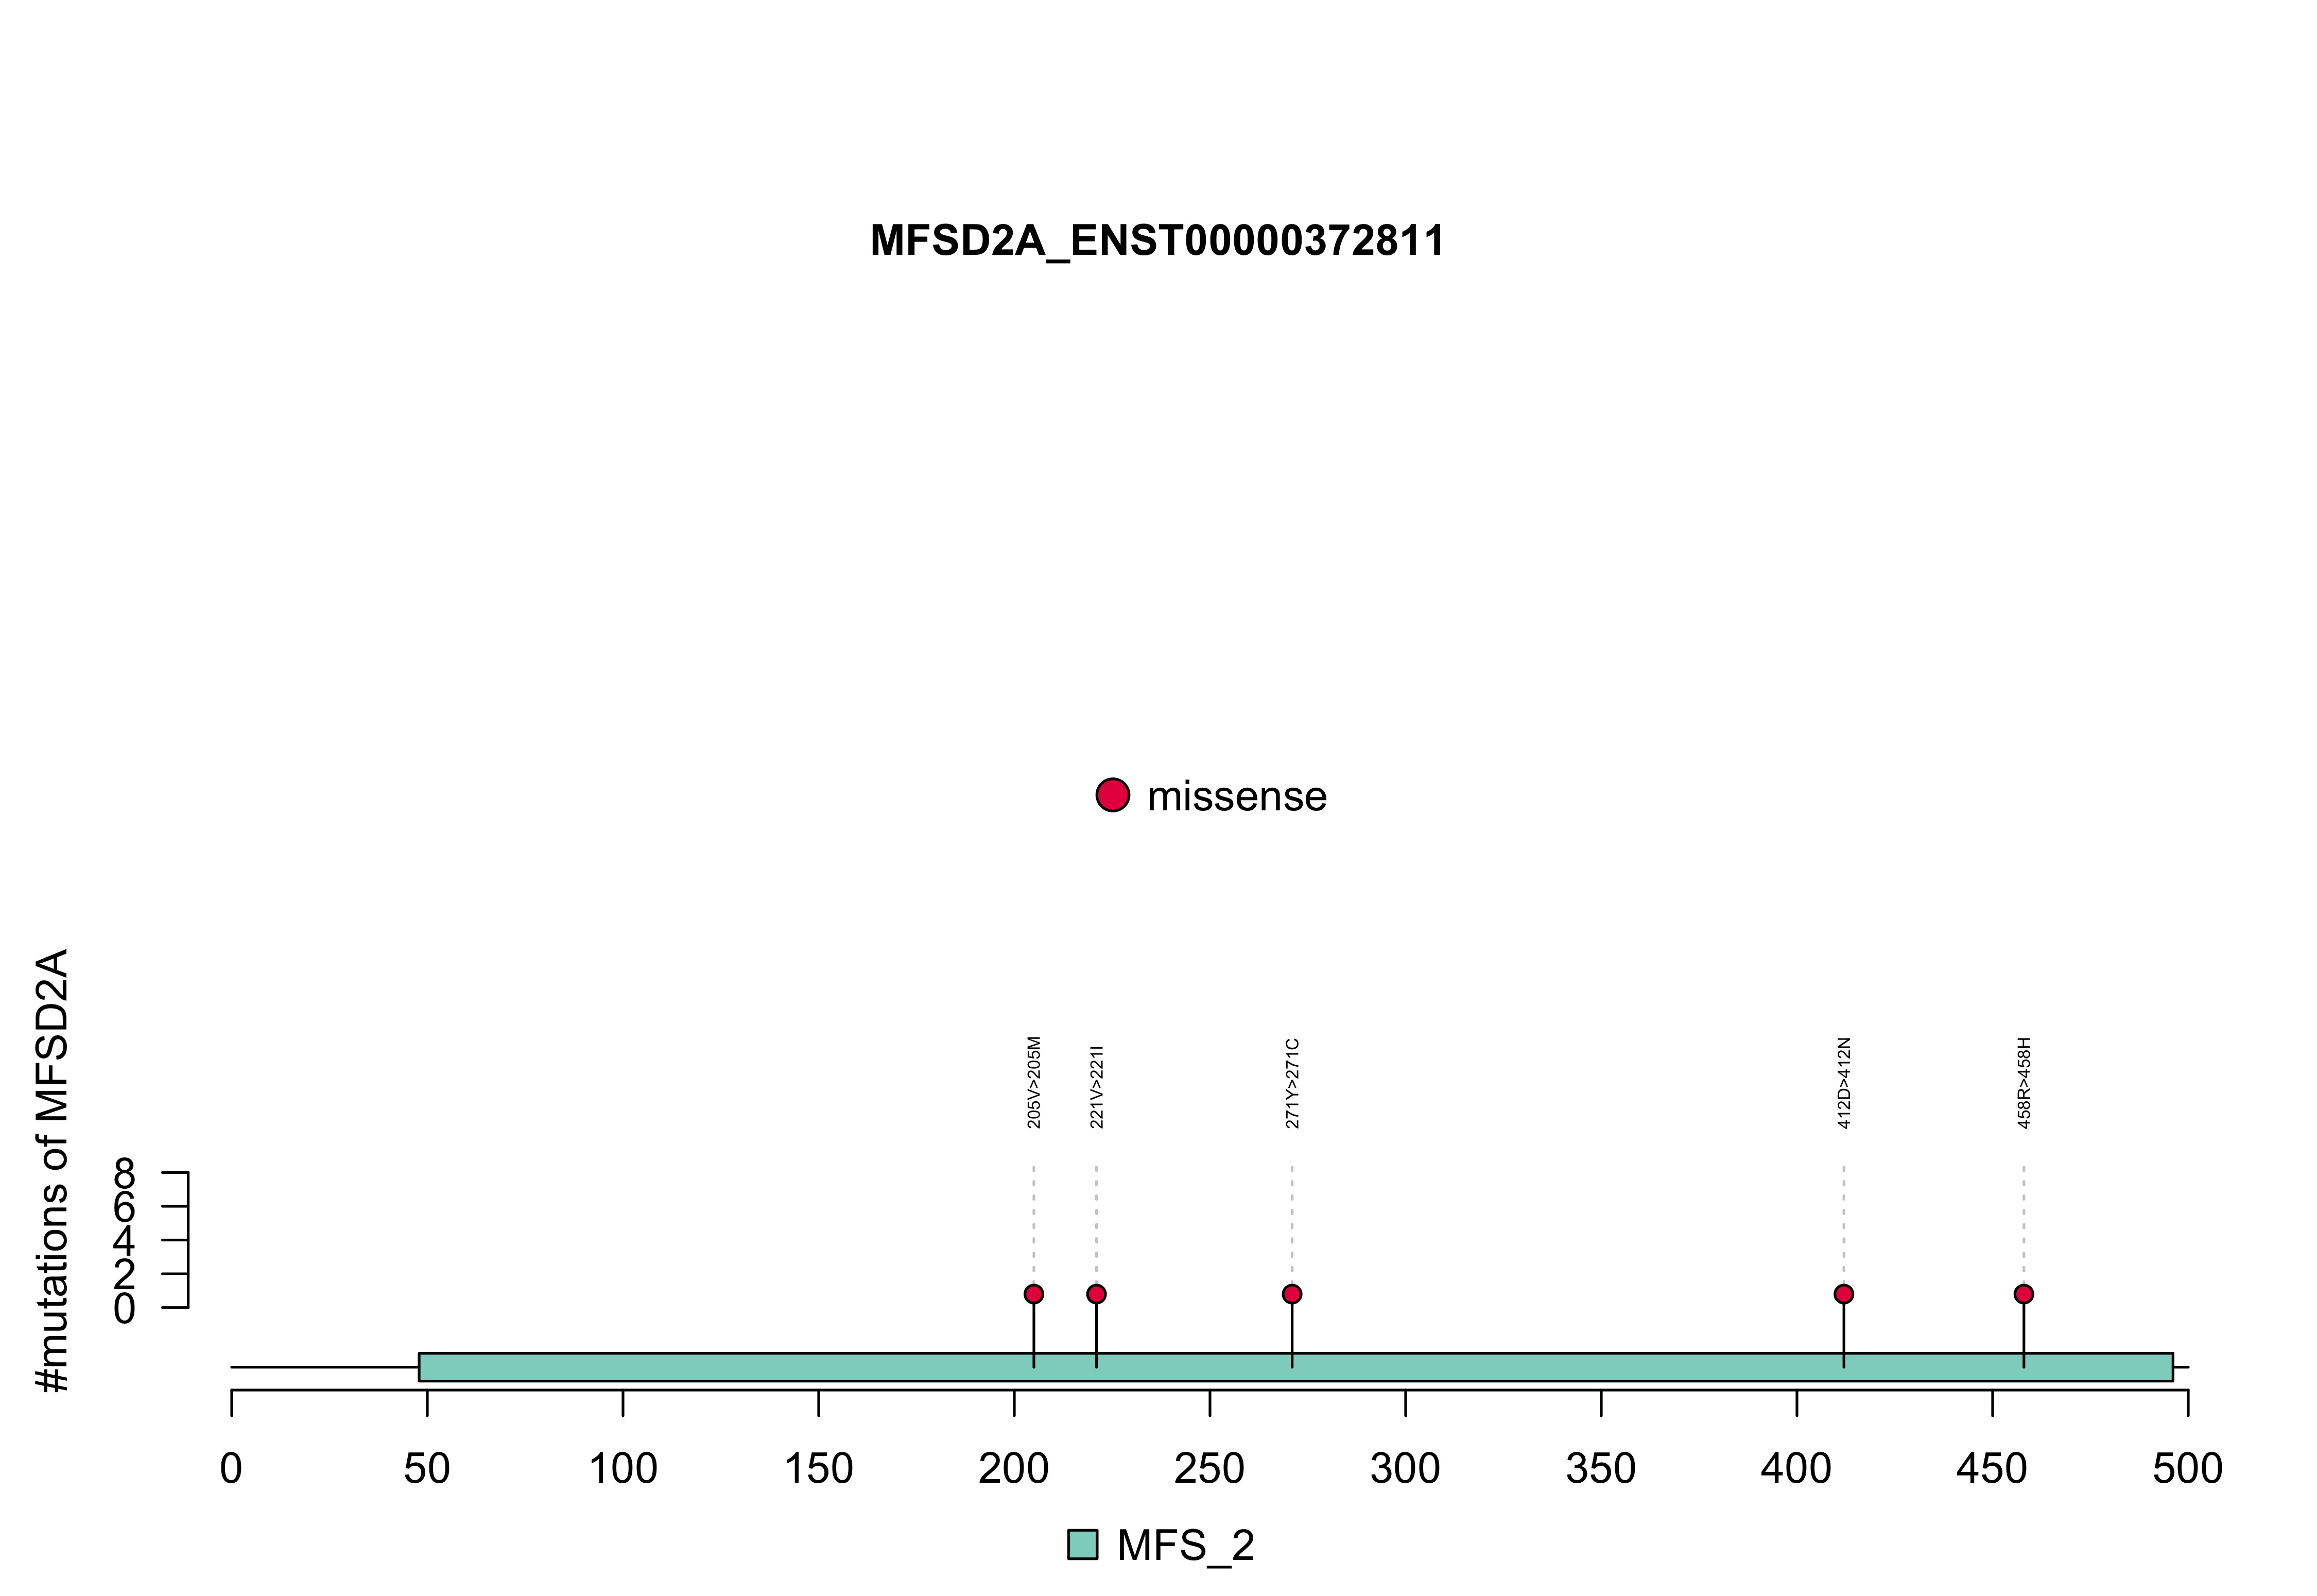 MFSD2A_ENST00000372811
missense
#mutations of MFSD2A
205V>205M
221V>221I
271Y>271C
412D>412N
458R>458H
8
6
4
2
0
0 50 100 150 200 250 300 350 400 450 500
MFS_2